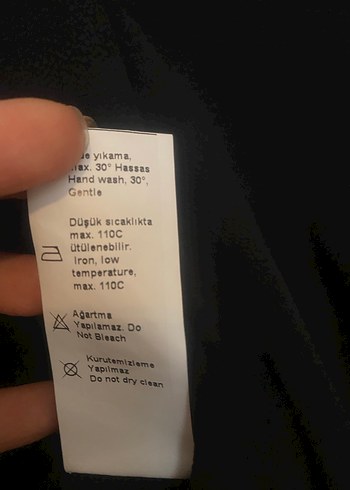 yıkama,
max. 30° Hassas
Hand wash, 30°,
Gentle
Düşük sıcaklıkta
max. 110C
ütülenebilir.
Iron, low
temperature,
max. 110C
Ağartma
Yapılamaz. Do
Not Bleach
Kurutemizleme
Yapılmaz
Do not dry clean